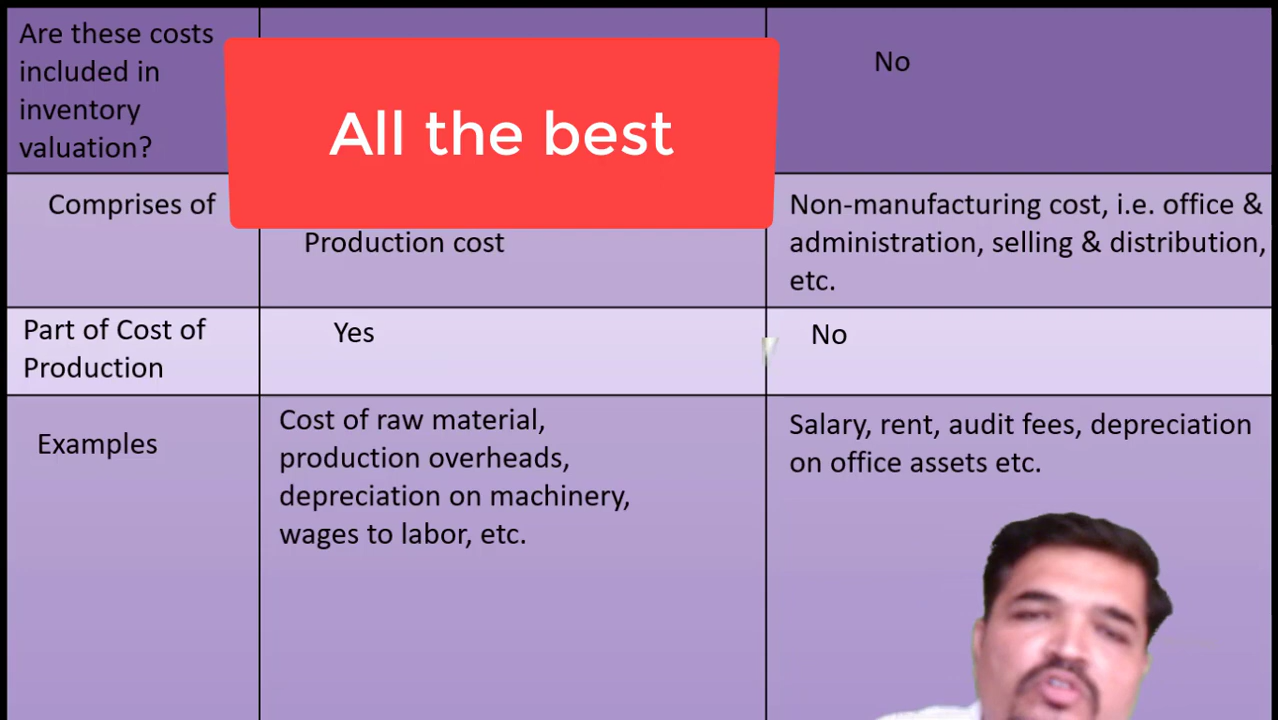 Are these costs
included in
inventory
valuation?
No
All the best
Comprises of
Production cost
Non-manufacturing cost, i.e. office &
administration, selling & distribution,
etc.
Part of Cost of
Production
Yes
No
Examples
Cost of raw material,
production overheads,
depreciation on machinery,
wages to labor, etc.
Salary, rent, audit fees, depreciation
on office assets etc.